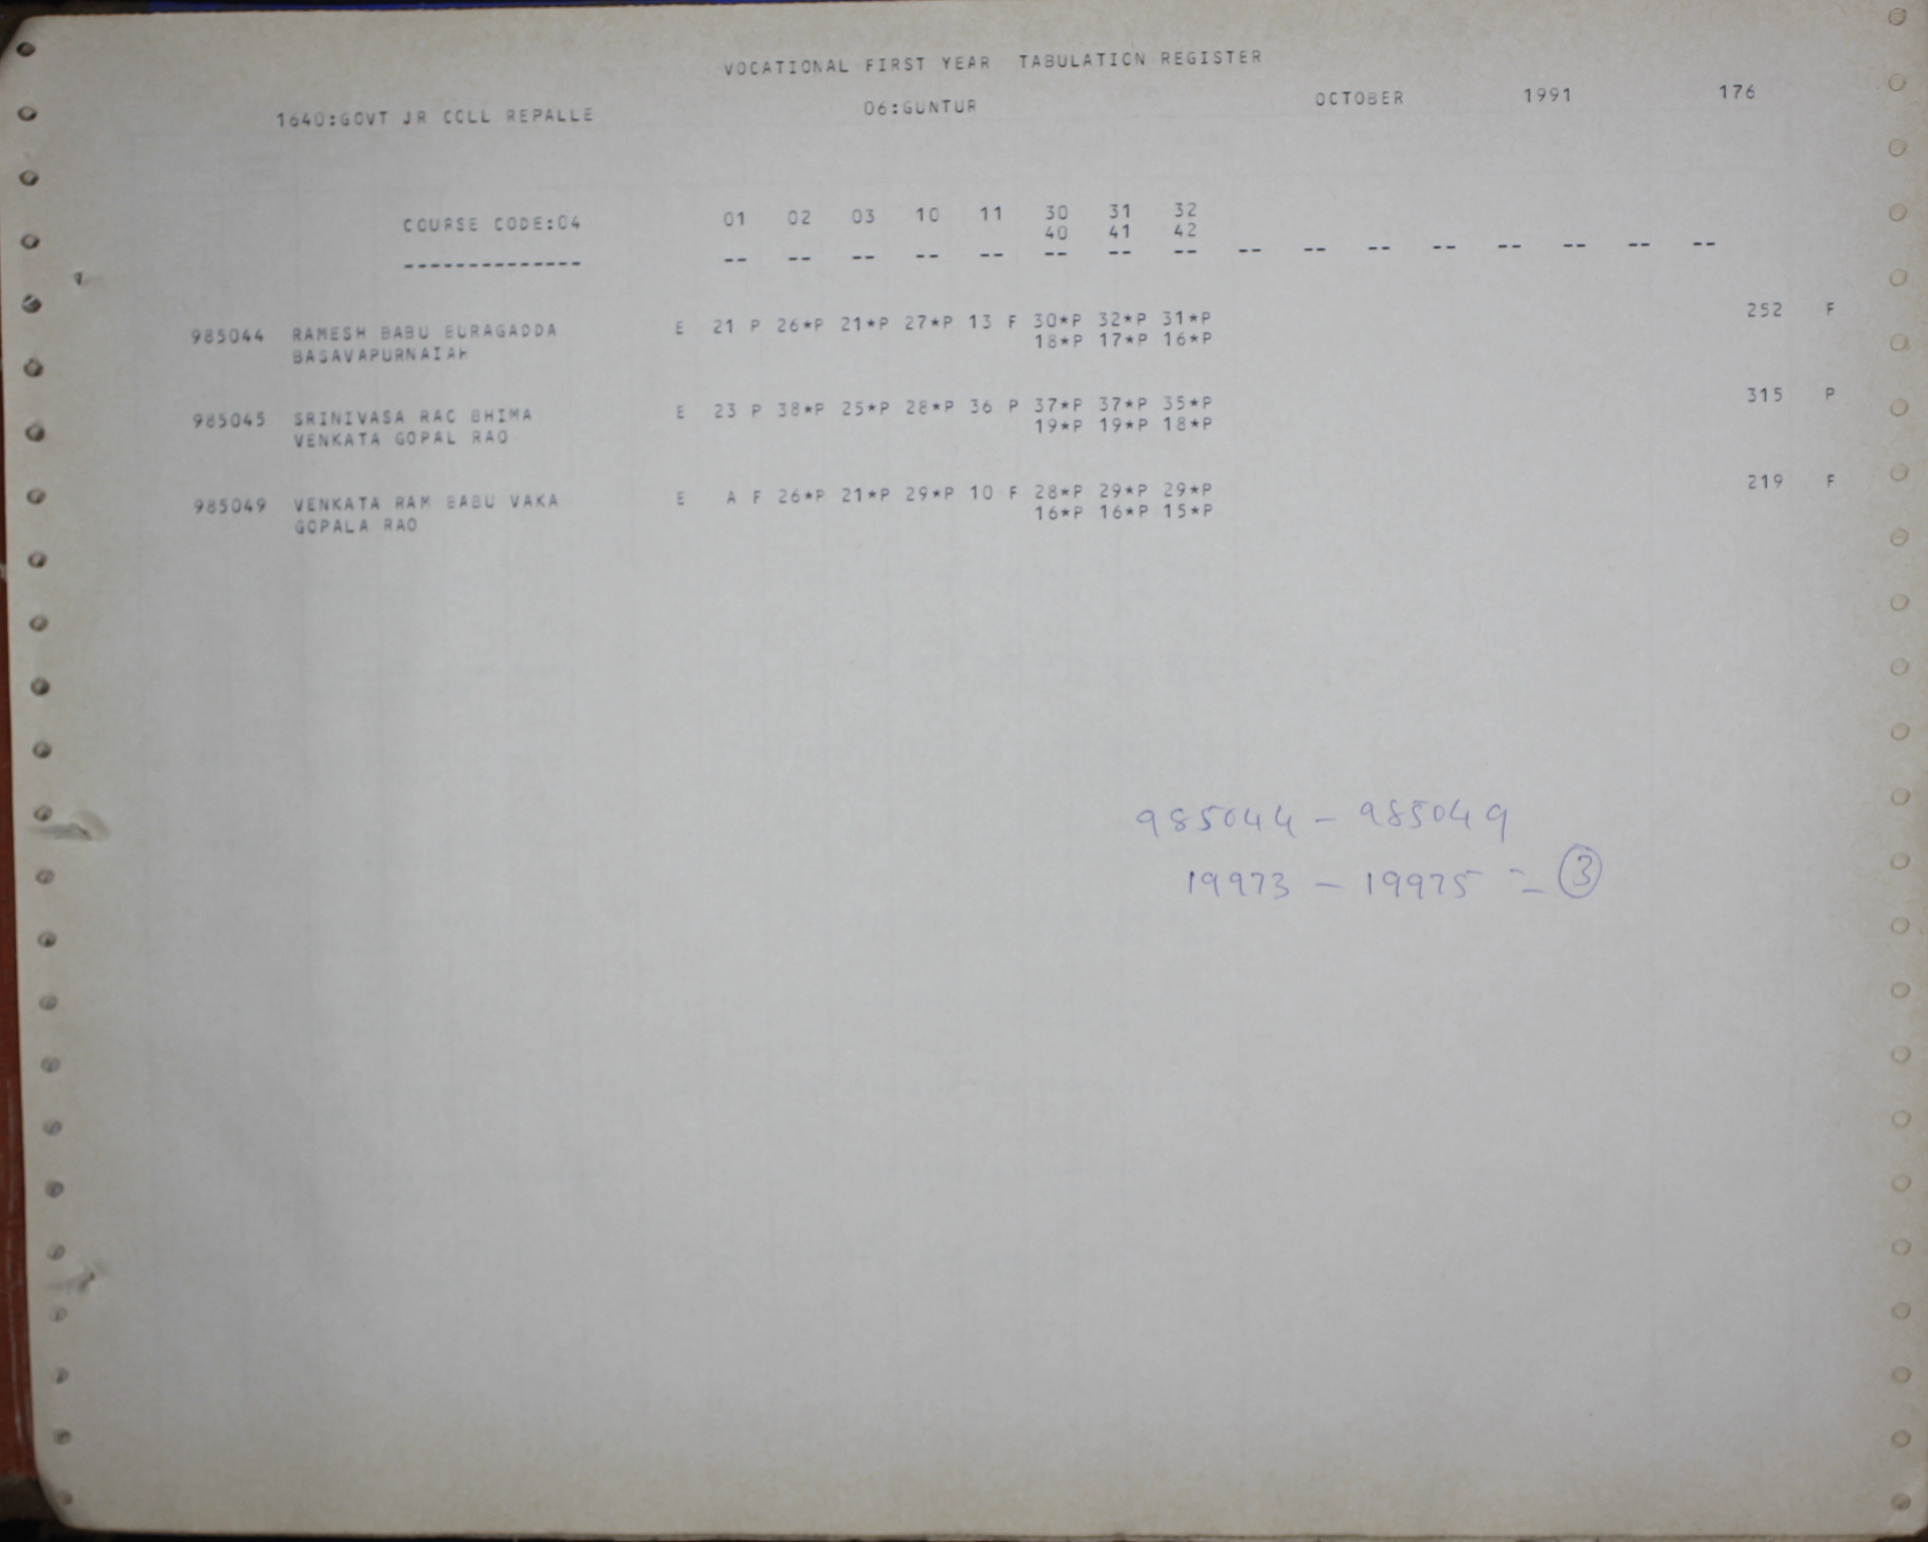 VOCATIONAL FIRST YEAR TABULATION REGISTER
1640:GOVT JR COLL REPALLE 06:GUNTUR OCTOBER 1991 176
COURSE CODE:04 01 02 03 10 11 30 31 32
40 41 42
-------------- -- -- -- -- -- -- -- -- -- -- -- -- -- -- -- --
985044 RAMESH BABU BURAGADDA E 21 P 26*P 21*P 27*P 13 F 30*P 32*P 31*P 252 F
BASAVAPURNAIAH 18*P 17*P 16*P
985045 SRINIVASA RAO BHIMA E 23 P 38*P 25*P 28*P 36 P 37*P 37*P 35*P 315 P
VENKATA GOPAL RAO 19*P 19*P 18*P
985049 VENKATA RAM BABU VAKA E A F 26*P 21*P 29*P 10 F 28*P 29*P 29*P 219 F
GOPALA RAO 16*P 16*P 15*P
985044 - 985049
19973 - 19975 = 3